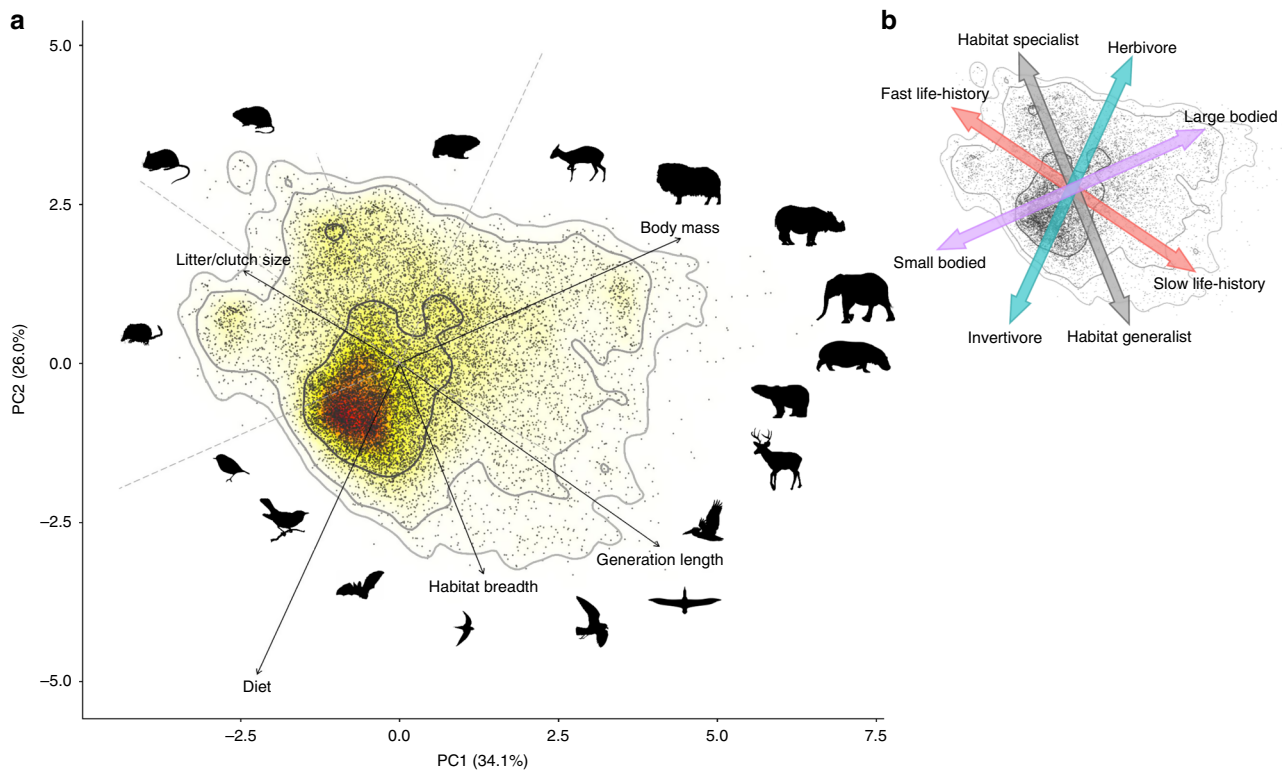 a
5.0
2.5
0.0
−2.5
−5.0
PC2 (26.0%)
Litter/clutch size
Body mass
Generation length
Habitat breadth
Diet
−2.5
0.0
2.5
5.0
7.5
PC1 (34.1%)
b
Habitat specialist
Herbivore
Fast life-history
Large bodied
Small bodied
Slow life-history
Invertivore
Habitat generalist